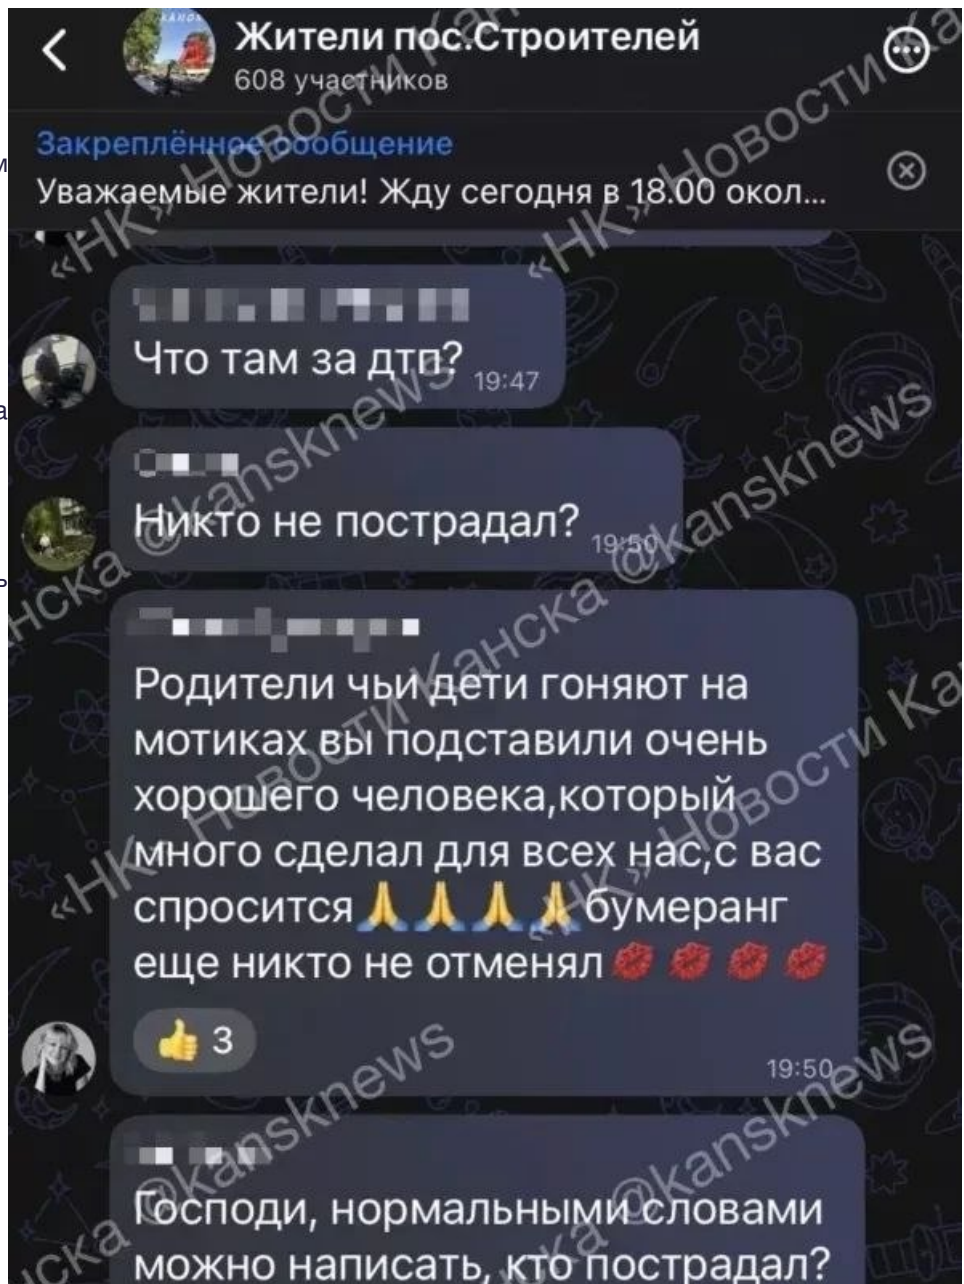 Жители пос.Строителей
608 участников
Закреплённое сообщение
Уважаемые жители! Жду сегодня в 18.00 окол...
Что там за дтп?
19:47
Никто не пострадал?
19:50
Родители чьи дети гоняют на
мотиках вы подставили очень
хорошего человека,который
много сделал для всех нас,с вас
спросится🙏🙏🙏🙏бумеранг
еще никто не отменял💋💋💋💋
👍 3
19:50
Господи, нормальными словами
можно написать, кто пострадал?
«НК» Новости Канска @kansknews